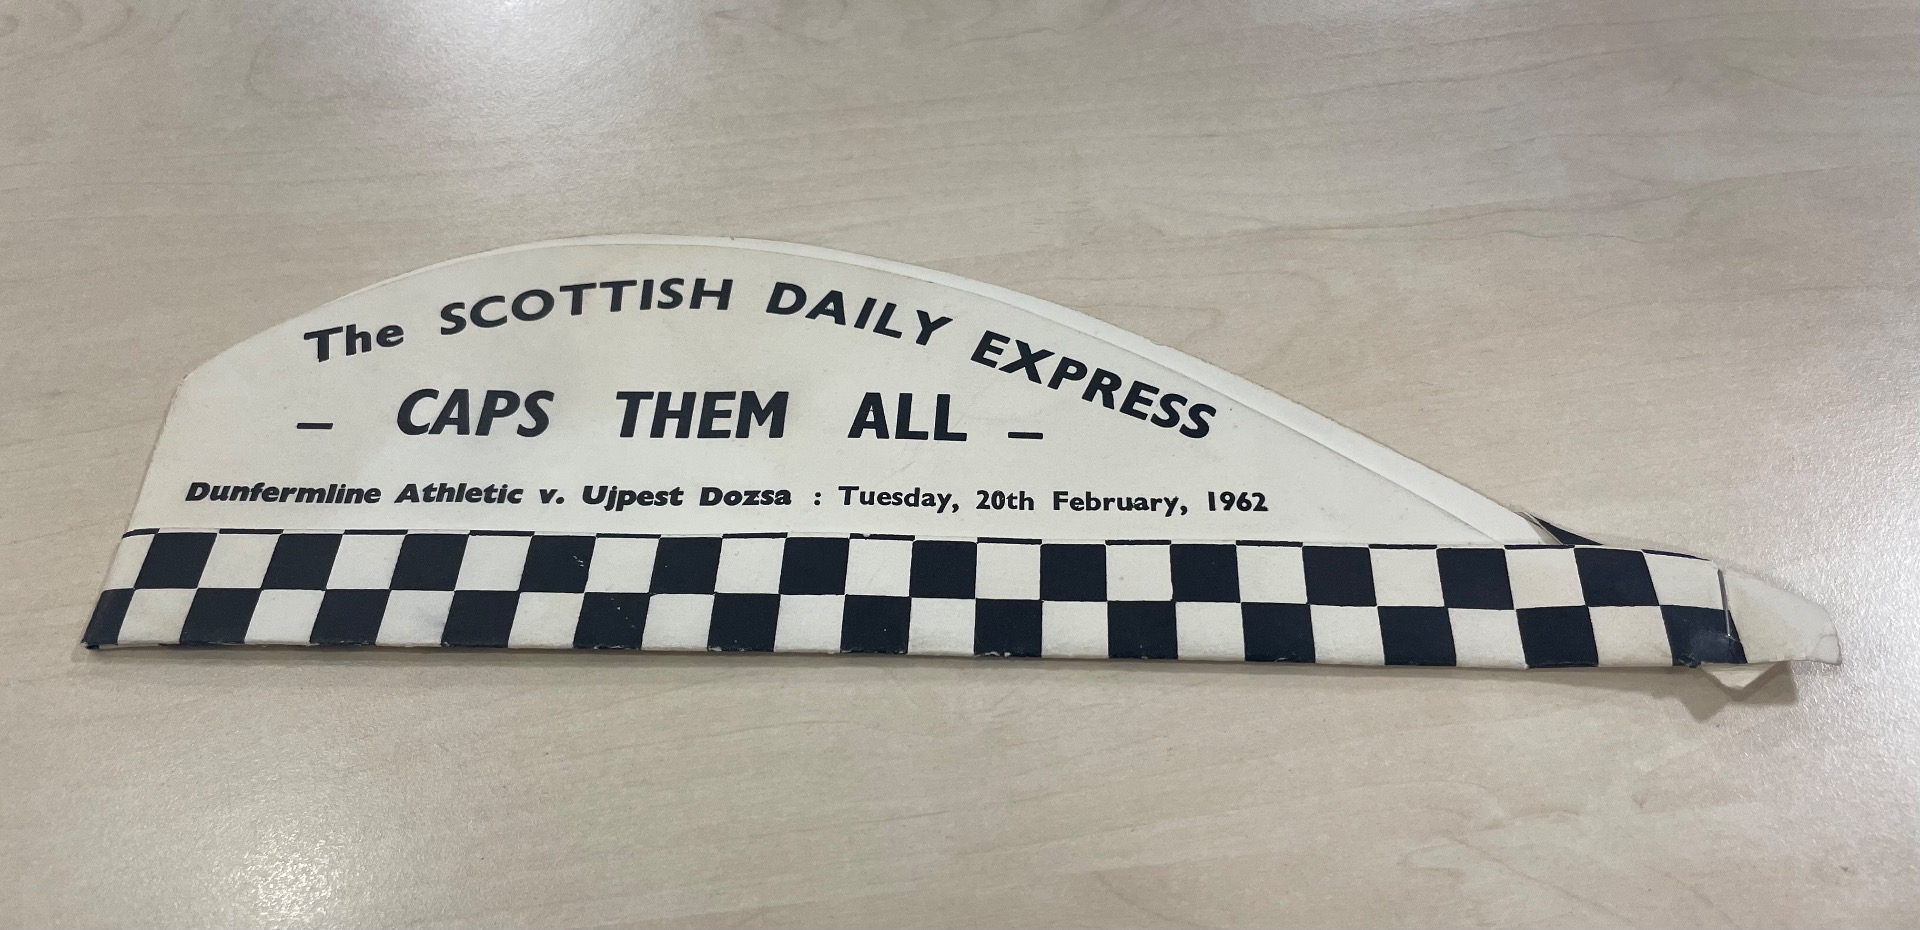 The SCOTTISH DAILY EXPRESS
– CAPS THEM ALL –
Dunfermline Athletic v. Ujpest Dozsa : Tuesday, 20th February, 1962